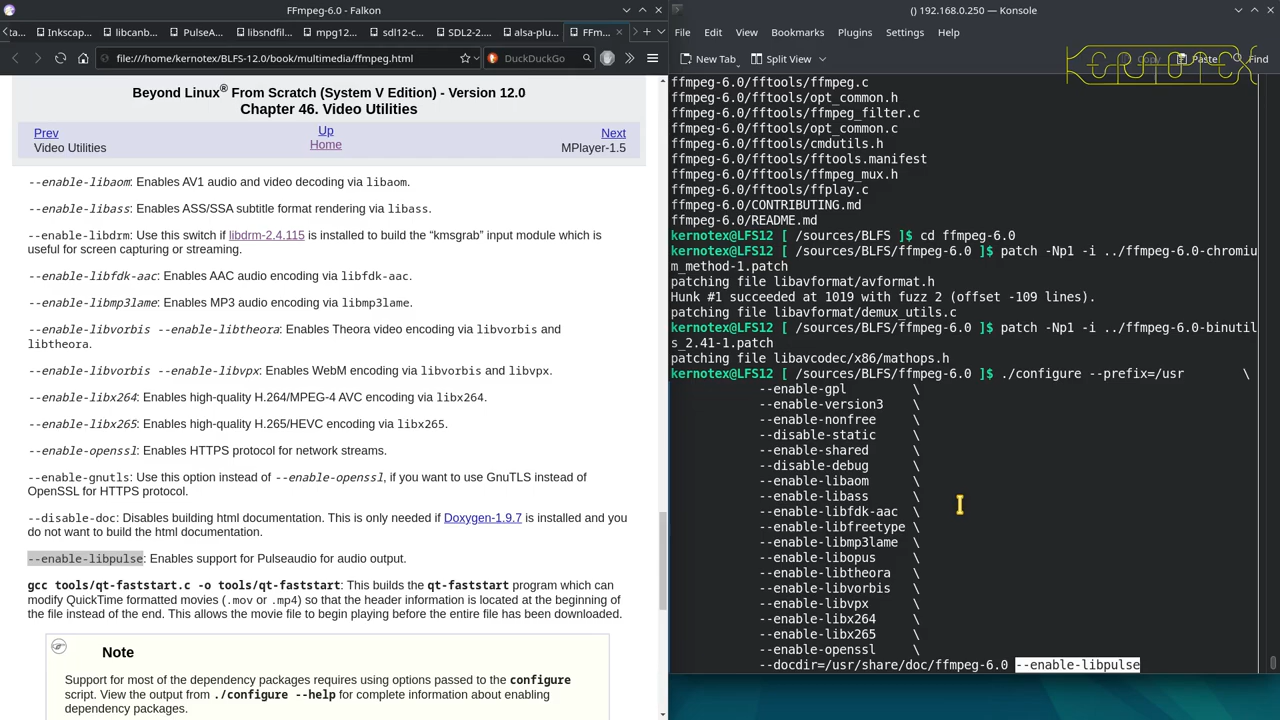 FFmpeg-6.0 - Falkon
ta...
Inkscap...
libcanb...
PulseA...
libsndfil...
mpg12...
sdl12-c...
SDL2-2....
alsa-plu...
FFm...
file:///home/kernotex/BLFS-12.0/book/multimedia/ffmpeg.html
DuckDuckGo
Beyond Linux® From Scratch (System V Edition) - Version 12.0
Chapter 46. Video Utilities
Prev Up Next
Video Utilities Home MPlayer-1.5
--enable-libaom: Enables AV1 audio and video decoding via libaom.
--enable-libass: Enables ASS/SSA subtitle format rendering via libass.
--enable-libdrm: Use this switch if libdrm-2.4.115 is installed to build the “kmsgrab” input module which is
useful for screen capturing or streaming.
--enable-libfdk-aac: Enables AAC audio encoding via libfdk-aac.
--enable-libmp3lame: Enables MP3 audio encoding via libmp3lame.
--enable-libvorbis --enable-libtheora: Enables Theora video encoding via libvorbis and
libtheora.
--enable-libvorbis --enable-libvpx: Enables WebM encoding via libvorbis and libvpx.
--enable-libx264: Enables high-quality H.264/MPEG-4 AVC encoding via libx264.
--enable-libx265: Enables high-quality H.265/HEVC encoding via libx265.
--enable-openssl: Enables HTTPS protocol for network streams.
--enable-gnutls: Use this option instead of --enable-openssl, if you want to use GnuTLS instead of
OpenSSL for HTTPS protocol.
--disable-doc: Disables building html documentation. This is only needed if Doxygen-1.9.7 is installed and you
do not want to build the html documentation.
--enable-libpulse: Enables support for Pulseaudio for audio output.
gcc tools/qt-faststart.c -o tools/qt-faststart: This builds the qt-faststart program which can
modify QuickTime formatted movies (.mov or .mp4) so that the header information is located at the beginning of
the file instead of the end. This allows the movie file to begin playing before the entire file has been downloaded.
Note
Support for most of the dependency packages requires using options passed to the configure
script. View the output from ./configure --help for complete information about enabling
dependency packages.
() 192.168.0.250 — Konsole
File Edit View Bookmarks Plugins Settings Help
New Tab Split View Copy Paste Find
KERNOTEX
ffmpeg-6.0/fftools/ffmpeg.c
ffmpeg-6.0/fftools/opt_common.h
ffmpeg-6.0/fftools/ffmpeg_filter.c
ffmpeg-6.0/fftools/opt_common.c
ffmpeg-6.0/fftools/cmdutils.h
ffmpeg-6.0/fftools/fftools.manifest
ffmpeg-6.0/fftools/ffmpeg_mux.h
ffmpeg-6.0/fftools/ffplay.c
ffmpeg-6.0/CONTRIBUTING.md
ffmpeg-6.0/README.md
kernotex@LFS12 [ /sources/BLFS ]$ cd ffmpeg-6.0
kernotex@LFS12 [ /sources/BLFS/ffmpeg-6.0 ]$ patch -Np1 -i ../ffmpeg-6.0-chromiu
m_method-1.patch
patching file libavformat/avformat.h
Hunk #1 succeeded at 1019 with fuzz 2 (offset -109 lines).
patching file libavformat/demux_utils.c
kernotex@LFS12 [ /sources/BLFS/ffmpeg-6.0 ]$ patch -Np1 -i ../ffmpeg-6.0-binutil
s_2.41-1.patch
patching file libavcodec/x86/mathops.h
kernotex@LFS12 [ /sources/BLFS/ffmpeg-6.0 ]$ ./configure --prefix=/usr \
--enable-gpl \
--enable-version3 \
--enable-nonfree \
--disable-static \
--enable-shared \
--disable-debug \
--enable-libaom \
--enable-libass \
--enable-libfdk-aac \
--enable-libfreetype \
--enable-libmp3lame \
--enable-libopus \
--enable-libtheora \
--enable-libvorbis \
--enable-libvpx \
--enable-libx264 \
--enable-libx265 \
--enable-openssl \
--docdir=/usr/share/doc/ffmpeg-6.0 --enable-libpulse